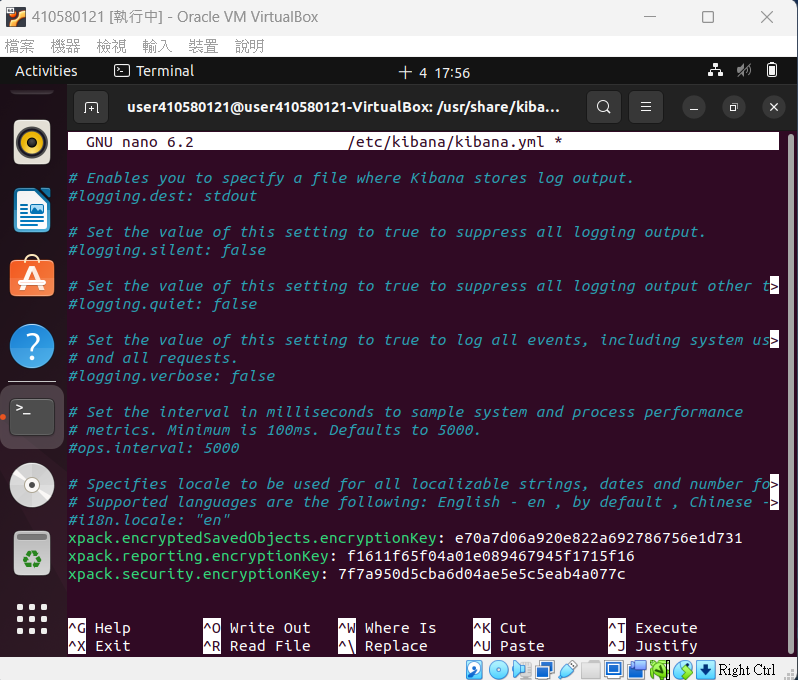 410580121 [執行中] - Oracle VM VirtualBox
檔案 機器 檢視 輸入 裝置 說明
Activities Terminal 十 4 17:56
user410580121@user410580121-VirtualBox: /usr/share/kiba...
GNU nano 6.2 /etc/kibana/kibana.yml *
# Enables you to specify a file where Kibana stores log output.
#logging.dest: stdout
# Set the value of this setting to true to suppress all logging output.
#logging.silent: false
# Set the value of this setting to true to suppress all logging output other t>
#logging.quiet: false
# Set the value of this setting to true to log all events, including system us>
# and all requests.
#logging.verbose: false
# Set the interval in milliseconds to sample system and process performance
# metrics. Minimum is 100ms. Defaults to 5000.
#ops.interval: 5000
# Specifies locale to be used for all localizable strings, dates and number fo>
# Supported languages are the following: English - en , by default , Chinese ->
#i18n.locale: "en"
xpack.encryptedSavedObjects.encryptionKey: e70a7d06a920e822a692786756e1d731
xpack.reporting.encryptionKey: f1611f65f04a01e089467945f1715f16
xpack.security.encryptionKey: 7f7a950d5cba6d04ae5e5c5eab4a077c
^G Help ^O Write Out ^W Where Is ^K Cut ^T Execute
^X Exit ^R Read File ^\ Replace ^U Paste ^J Justify
Right Ctrl